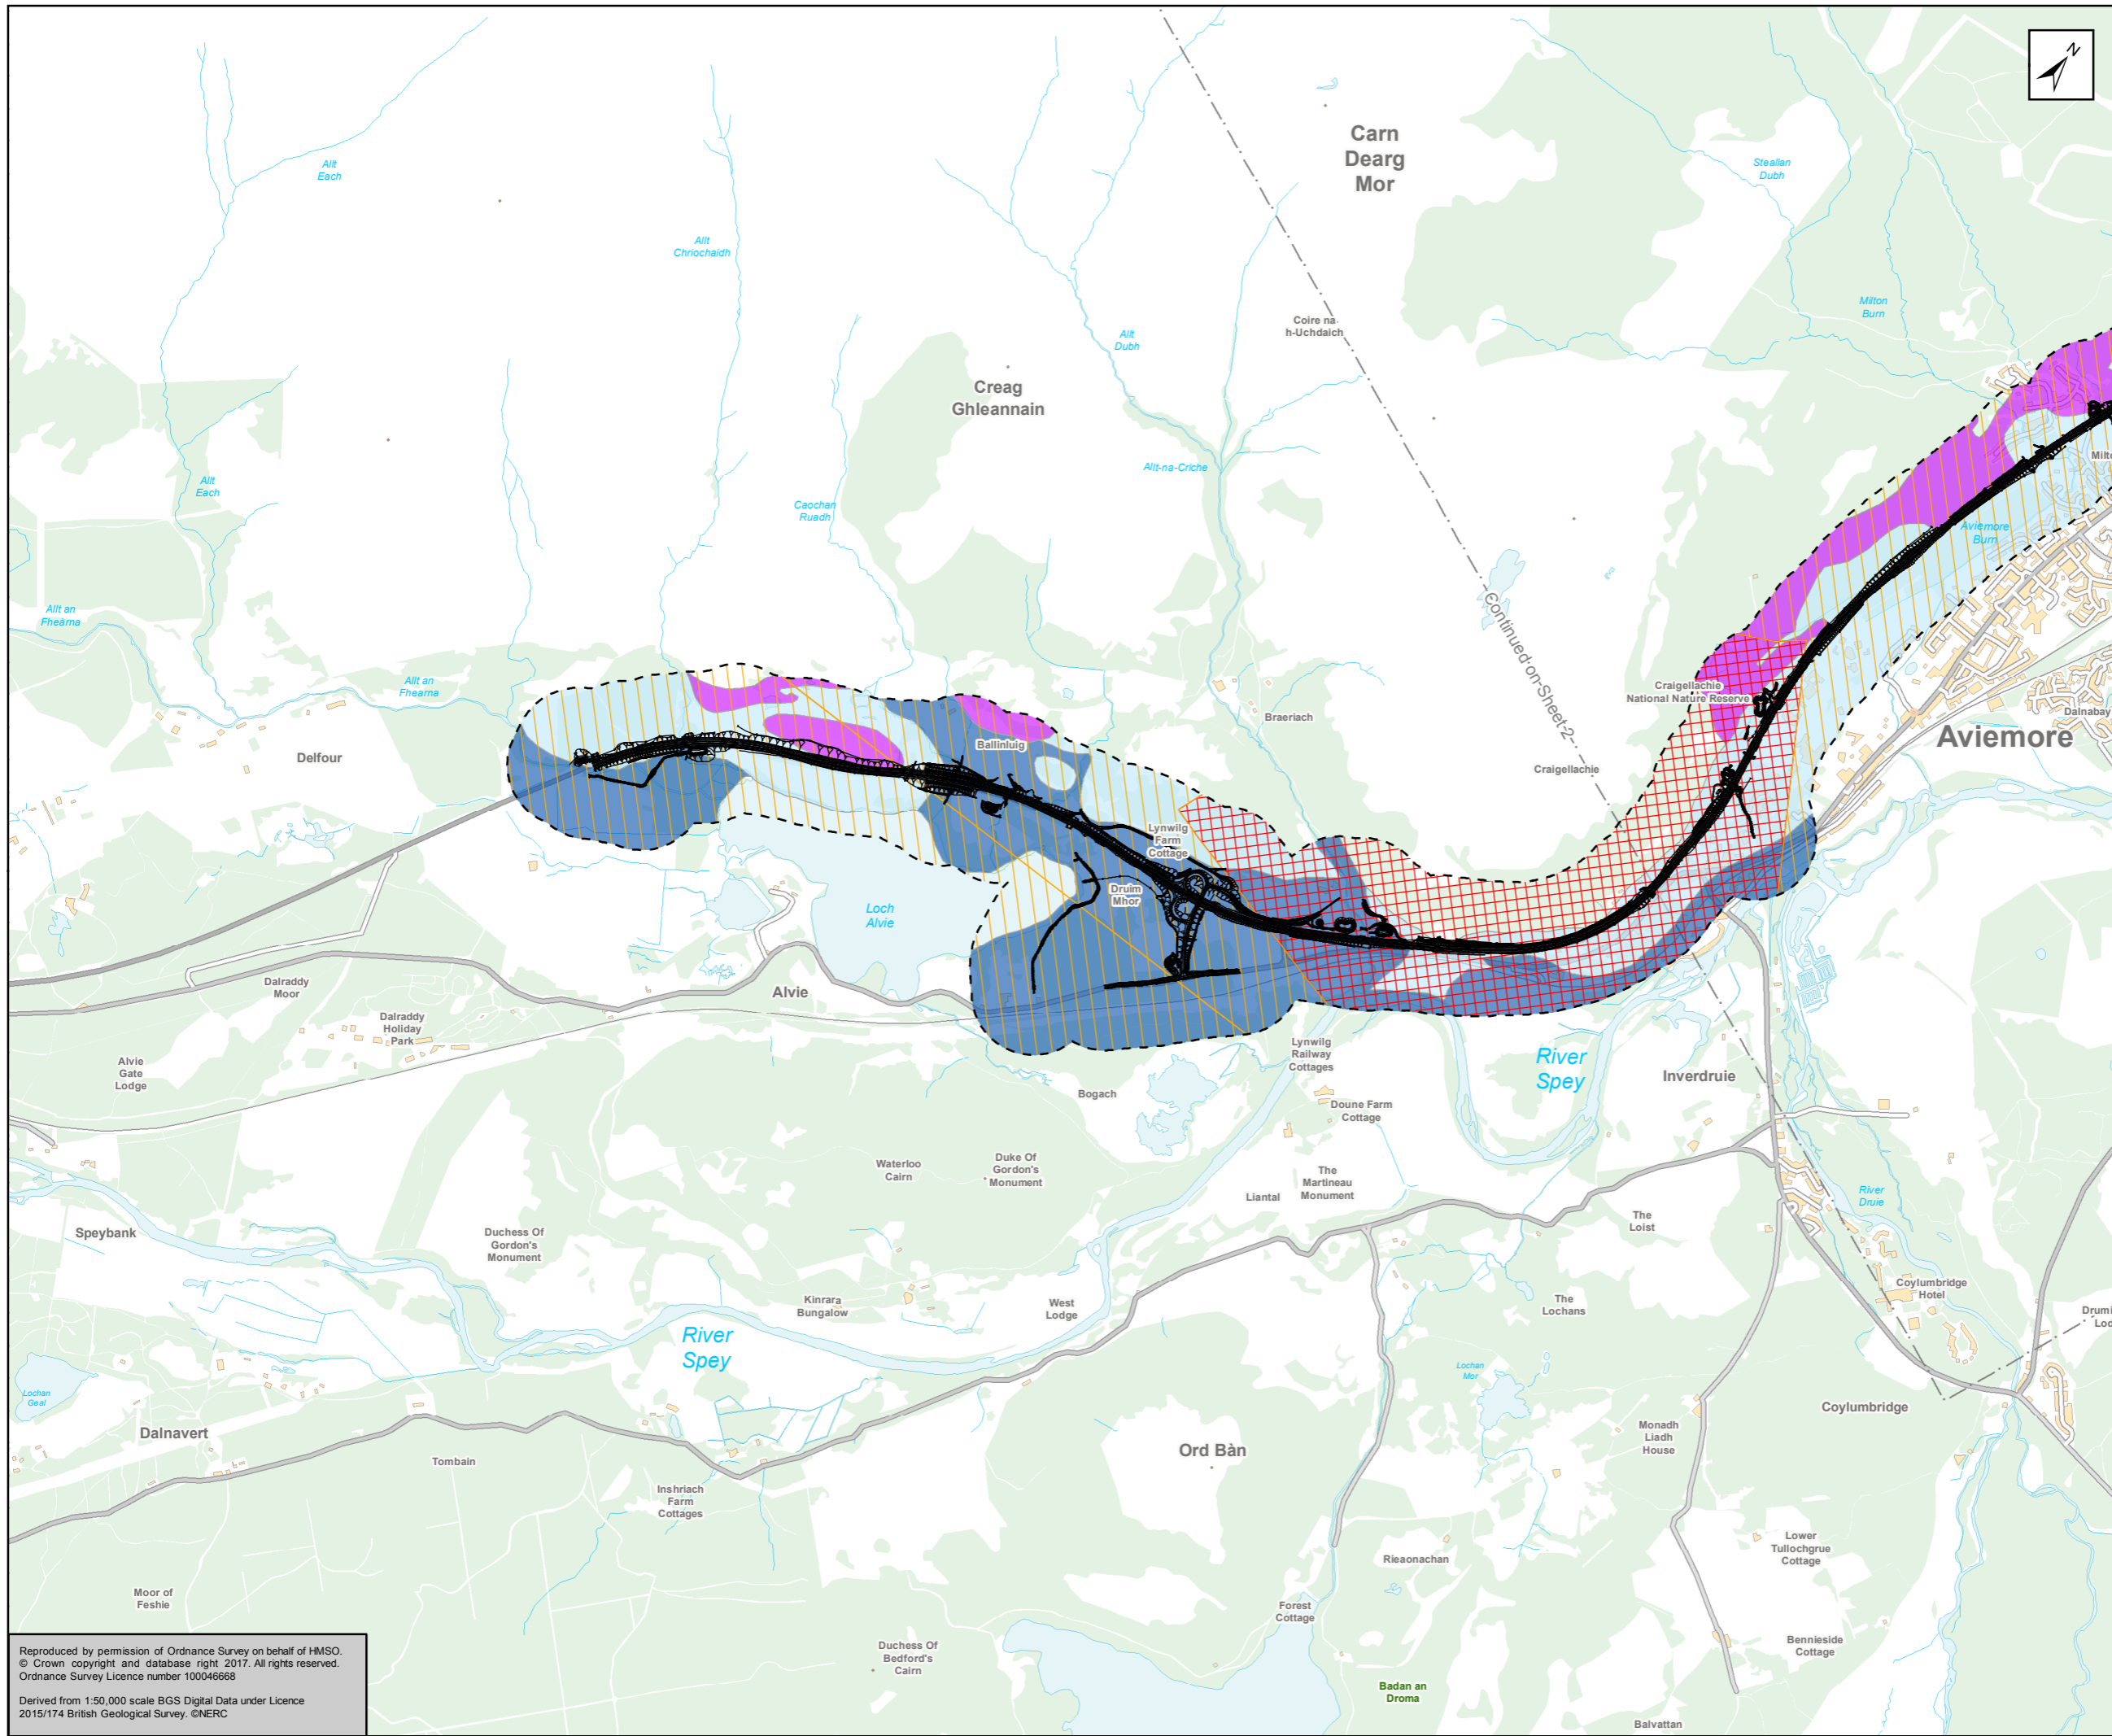 N
Carn
Dearg
Mor
Allt
Each
Steallan
Dubh
Allt
Chriochaidh
Milton
Burn
Coire na
h-Uchdaich
Allt
Dubh
Creag
Ghleannain
Allt-na-Criche
Allt
Each
Caochan
Ruadh
Aviemore
Burn
Allt an
Fhearna
Continued on Sheet 2
Allt an
Fhearna
Craigellachie
National Nature Reserve
Dalnabay
Braeriach
Ballinluig
Aviemore
Delfour
Craigellachie
Lynwilg
Farm
Cottage
Druim
Mhor
Loch
Alvie
Dalraddy
Moor
Alvie
Dalraddy
Holiday
Park
Alvie
Gate
Lodge
Lynwilg
Railway
Cottages
River
Spey
Inverdruie
Bogach
Doune Farm
Cottage
Waterloo
Cairn
Duke Of
Gordon's
Monument
The
Martineau
Monument
Liantal
River
Druie
The
Loist
Speybank
Duchess Of
Gordon's
Monument
Kinrara
Bungalow
West
Lodge
The
Lochans
Coylumbridge
Hotel
River
Spey
Lochan
Mor
Lochan
Geal
Coylumbridge
Dalnavert
Ord Bàn
Monadh
Liadh
House
Tombain
Inshriach
Farm
Cottages
Lower
Tullochgrue
Cottage
Rieaonachan
Moor of
Feshie
Forest
Cottage
Duchess Of
Bedford's
Cairn
Bennieside
Cottage
Badan an
Droma
Balvattan
Reproduced by permission of Ordnance Survey on behalf of HMSO.
© Crown copyright and database right 2017. All rights reserved.
Ordnance Survey Licence number 100046668
Derived from 1:50,000 scale BGS Digital Data under Licence
2015/174 British Geological Survey. ©NERC